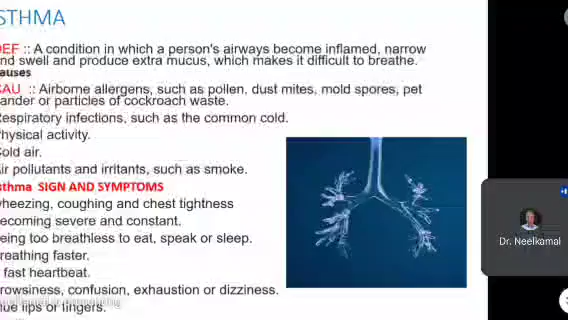 STHMA
DEF :: A condition in which a person's airways become inflamed, narrow
and swell and produce extra mucus, which makes it difficult to breathe.
auses
CAU :: Airborne allergens, such as pollen, dust mites, mold spores, pet
ander or particles of cockroach waste.
Respiratory infections, such as the common cold.
Physical activity.
Cold air.
ir pollutants and irritants, such as smoke.
sthma SIGN AND SYMPTOMS
wheezing, coughing and chest tightness
becoming severe and constant.
eing too breathless to eat, speak or sleep.
reathing faster.
fast heartbeat.
rowsiness, confusion, exhaustion or dizziness.
lue lips or fingers.
Dr. Neelkamal